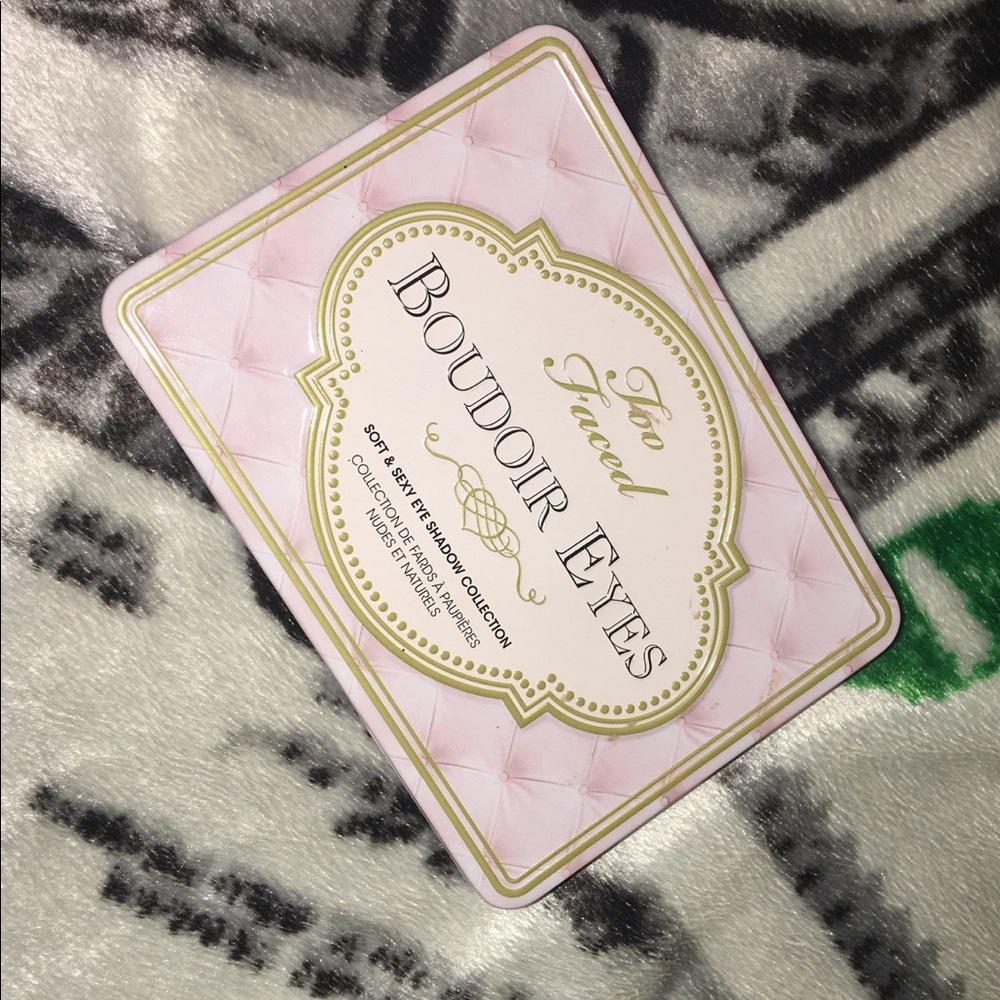 Too
Faced
BOUDOIR EYES
SOFT & SEXY EYE SHADOW COLLECTION
COLLECTION DE FARDS À PAUPIÈRES
NUDES ET NATURELS